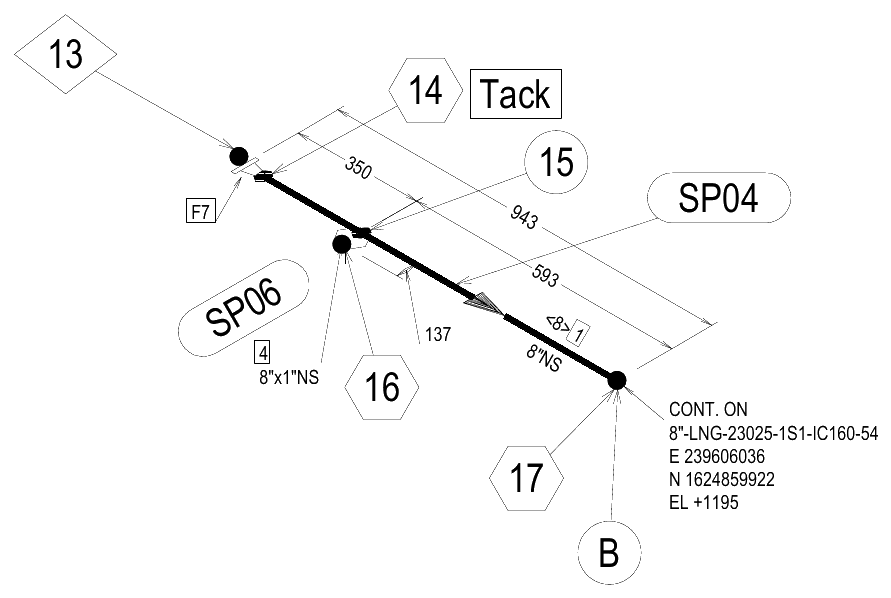 13
14
Tack
15
350
SP04
F7
943
593
SP06
137
<8>
1
8"NS
4
8"x1"NS
16
CONT. ON
8"-LNG-23025-1S1-IC160-54
E 239606036
N 1624859922
EL +1195
17
B